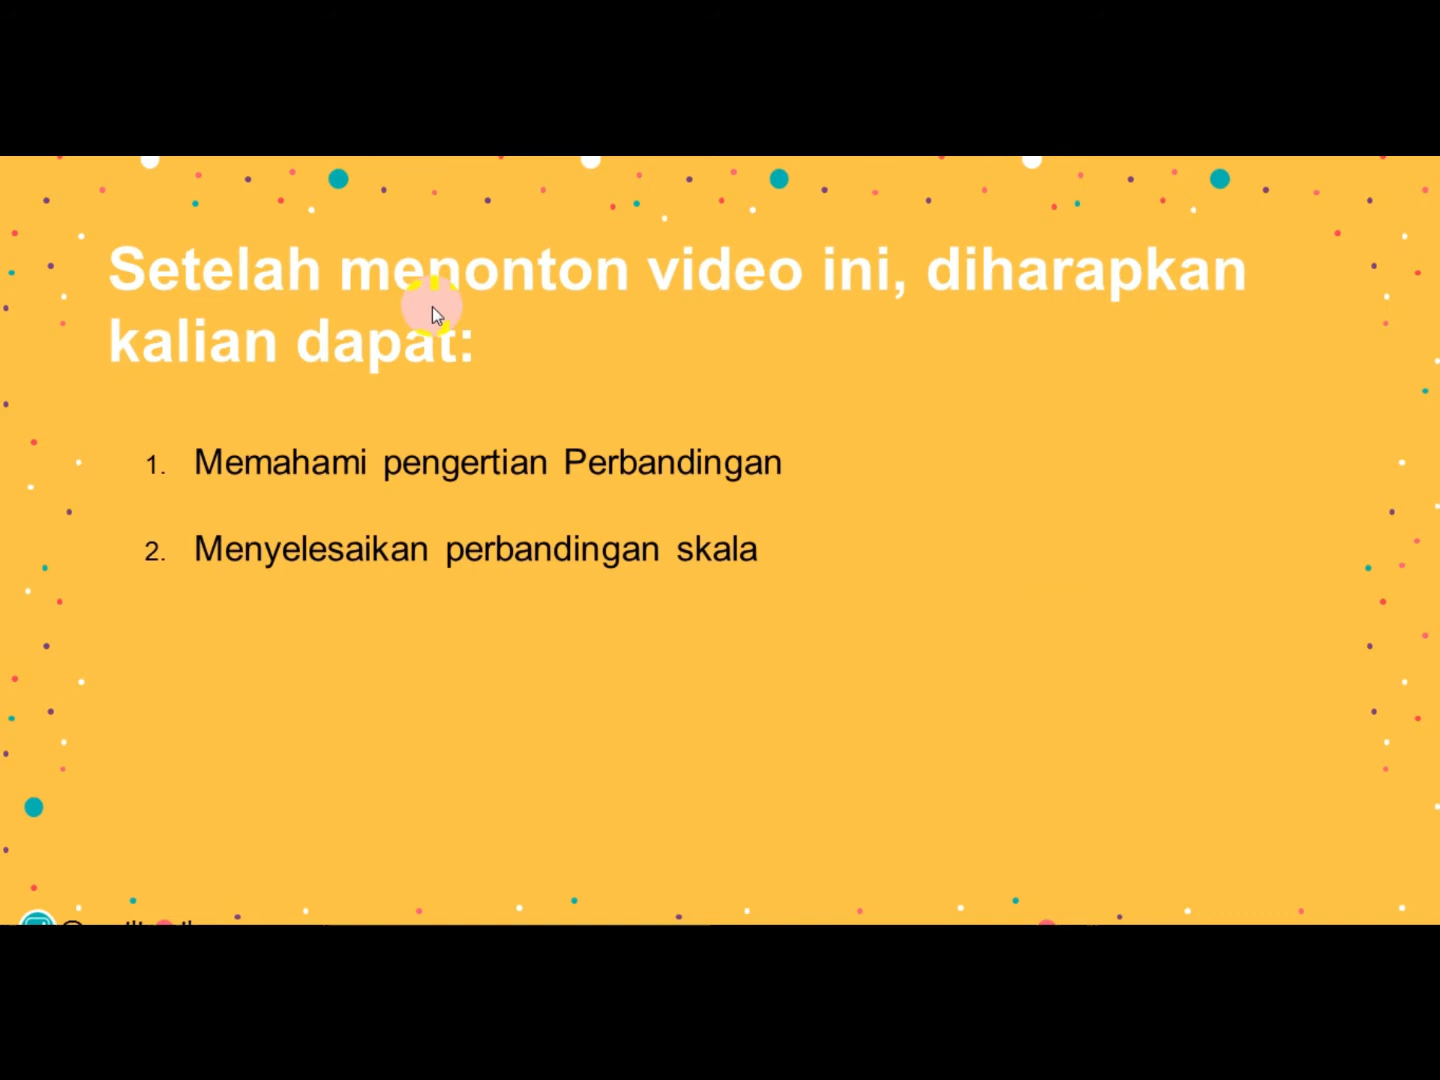 Setelah menonton video ini, diharapkan
kalian dapat:
1. Memahami pengertian Perbandingan
2. Menyelesaikan perbandingan skala